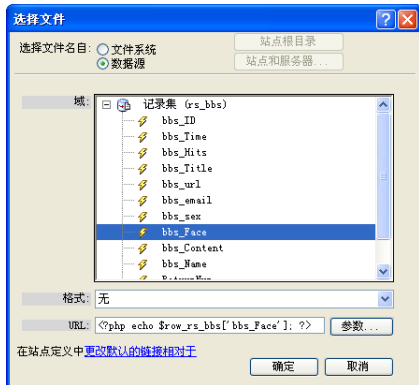 选择文件
选择文件名自: 文件系统 站点根目录
数据源 站点和服务器...
域: 记录集 (rs_bbs)
bbs_ID
bbs_Time
bbs_Hits
bbs_Title
bbs_url
bbs_email
bbs_sex
bbs_Face
bbs_Content
bbs_Name
格式: 无
URL: <?php echo $row_rs_bbs['bbs_Face']; ?> 参数...
在站点定义中更改默认的链接相对于
确定 取消